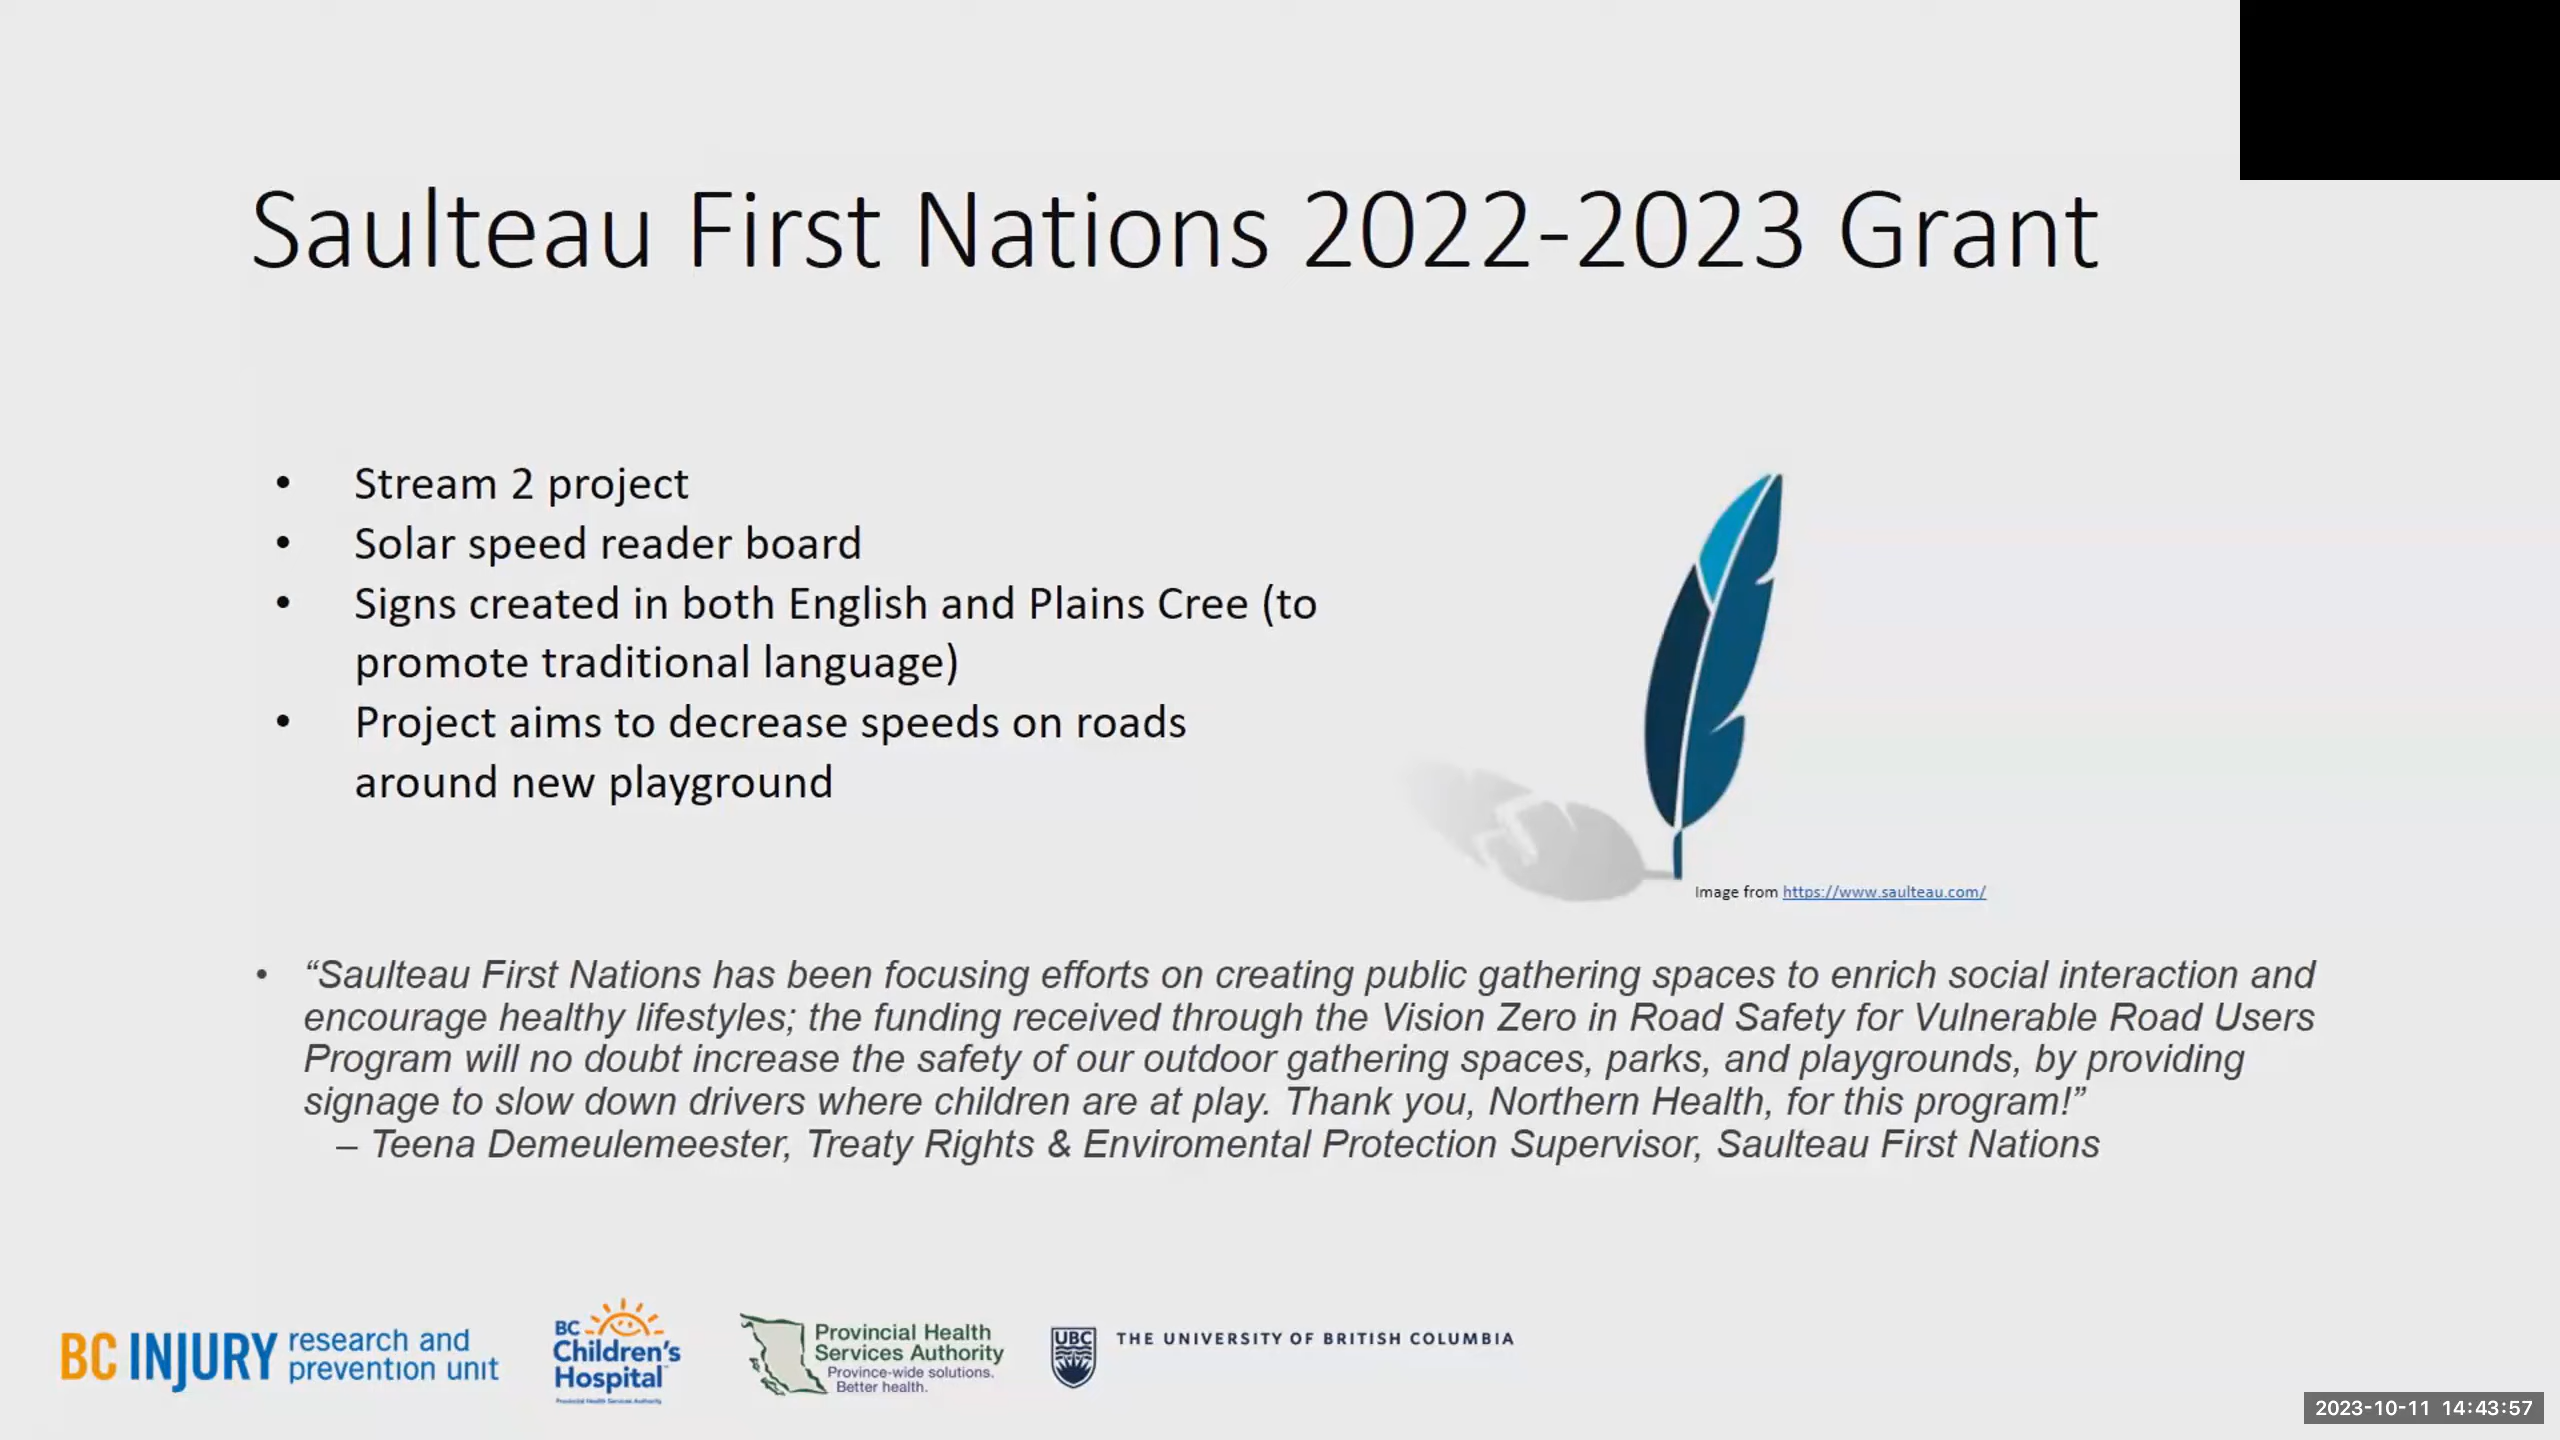 Saulteau First Nations 2022-2023 Grant
• Stream 2 project
• Solar speed reader board
• Signs created in both English and Plains Cree (to
promote traditional language)
• Project aims to decrease speeds on roads
around new playground
Image from https://www.saulteau.com/
• “Saulteau First Nations has been focusing efforts on creating public gathering spaces to enrich social interaction and
encourage healthy lifestyles; the funding received through the Vision Zero in Road Safety for Vulnerable Road Users
Program will no doubt increase the safety of our outdoor gathering spaces, parks, and playgrounds, by providing
signage to slow down drivers where children are at play. Thank you, Northern Health, for this program!”
– Teena Demeulemeester, Treaty Rights & Enviromental Protection Supervisor, Saulteau First Nations
BC INJURY research and
prevention unit
BC
Children's
Hospital
Provincial Health Services Authority
Provincial Health
Services Authority
Province-wide solutions.
Better health.
UBC
THE UNIVERSITY OF BRITISH COLUMBIA
2023-10-11 14:43:57